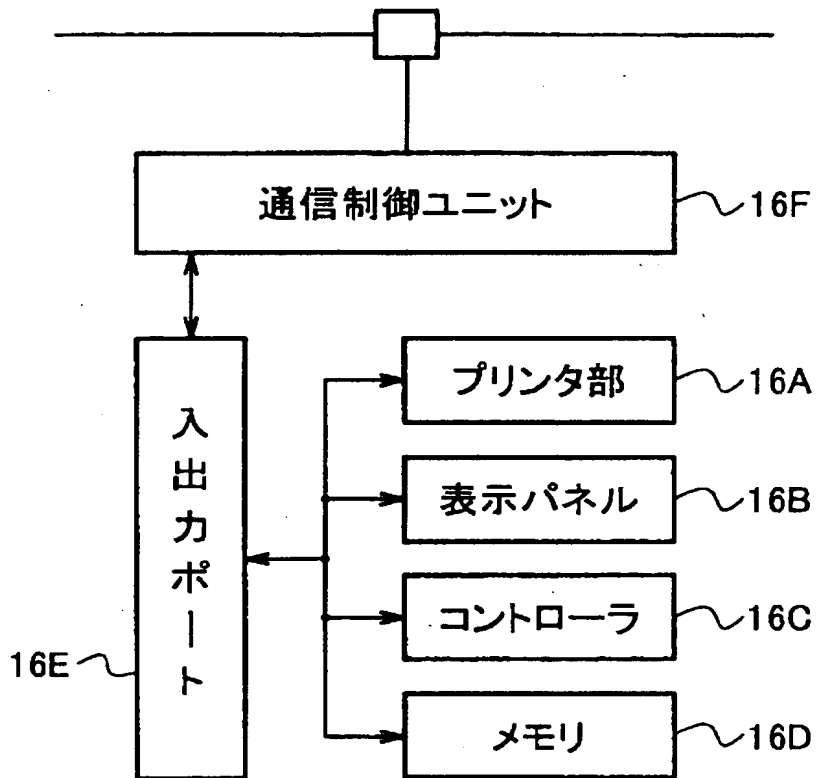 通信制御ユニット
16F
プリンタ部
16A
入出力ポート
表示パネル
16B
コントローラ
16C
16E
メモリ
16D